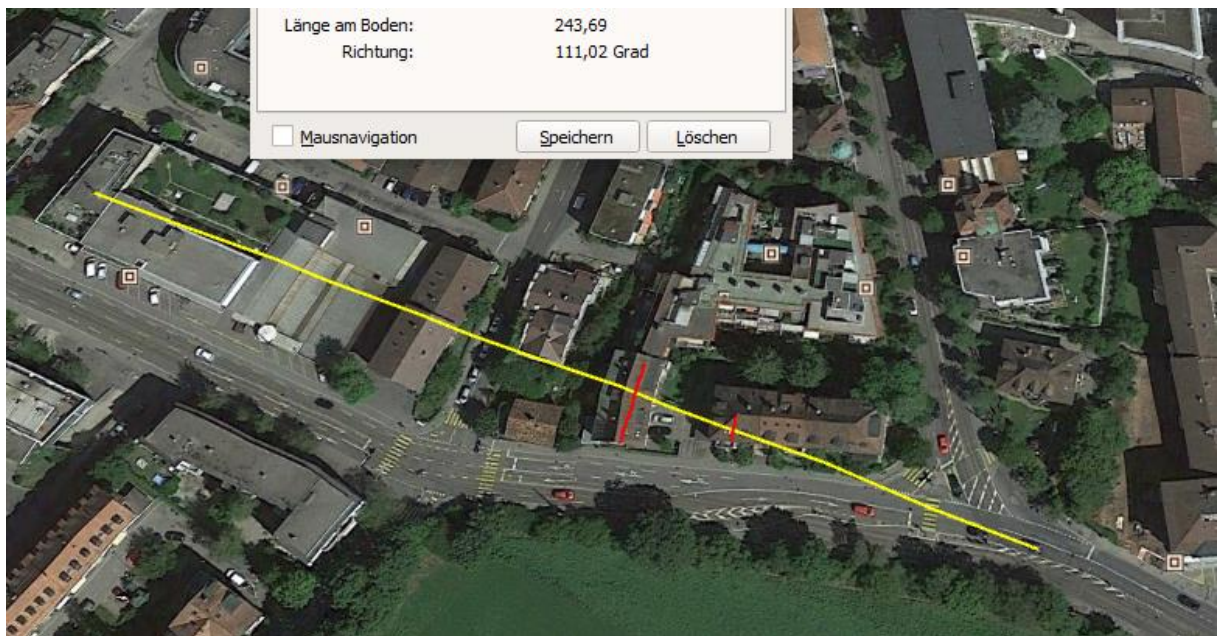 Länge am Boden: 243,69
Richtung: 111,02 Grad
Mausnavigation Speichern Löschen